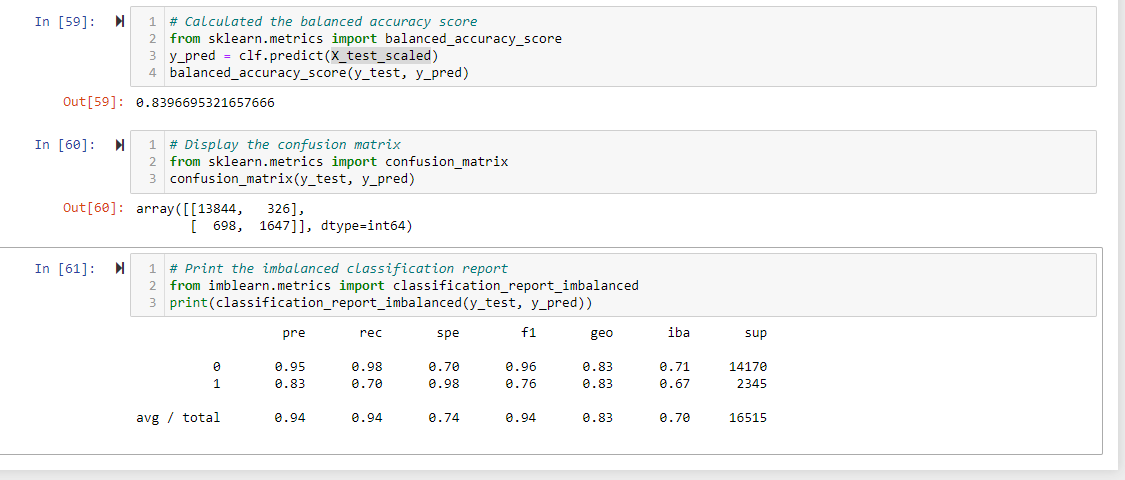 In [59]:
1 # Calculated the balanced accuracy score
2 from sklearn.metrics import balanced_accuracy_score
3 y_pred = clf.predict(X_test_scaled)
4 balanced_accuracy_score(y_test, y_pred)
Out[59]: 0.8396695321657666
In [60]:
1 # Display the confusion matrix
2 from sklearn.metrics import confusion_matrix
3 confusion_matrix(y_test, y_pred)
Out[60]: array([[13844,   326],
       [  698,  1647]], dtype=int64)
In [61]:
1 # Print the imbalanced classification report
2 from imblearn.metrics import classification_report_imbalanced
3 print(classification_report_imbalanced(y_test, y_pred))
pre rec spe f1 geo iba sup
0 0.95 0.98 0.70 0.96 0.83 0.71 14170
1 0.83 0.70 0.98 0.76 0.83 0.67 2345
avg / total 0.94 0.94 0.74 0.94 0.83 0.70 16515